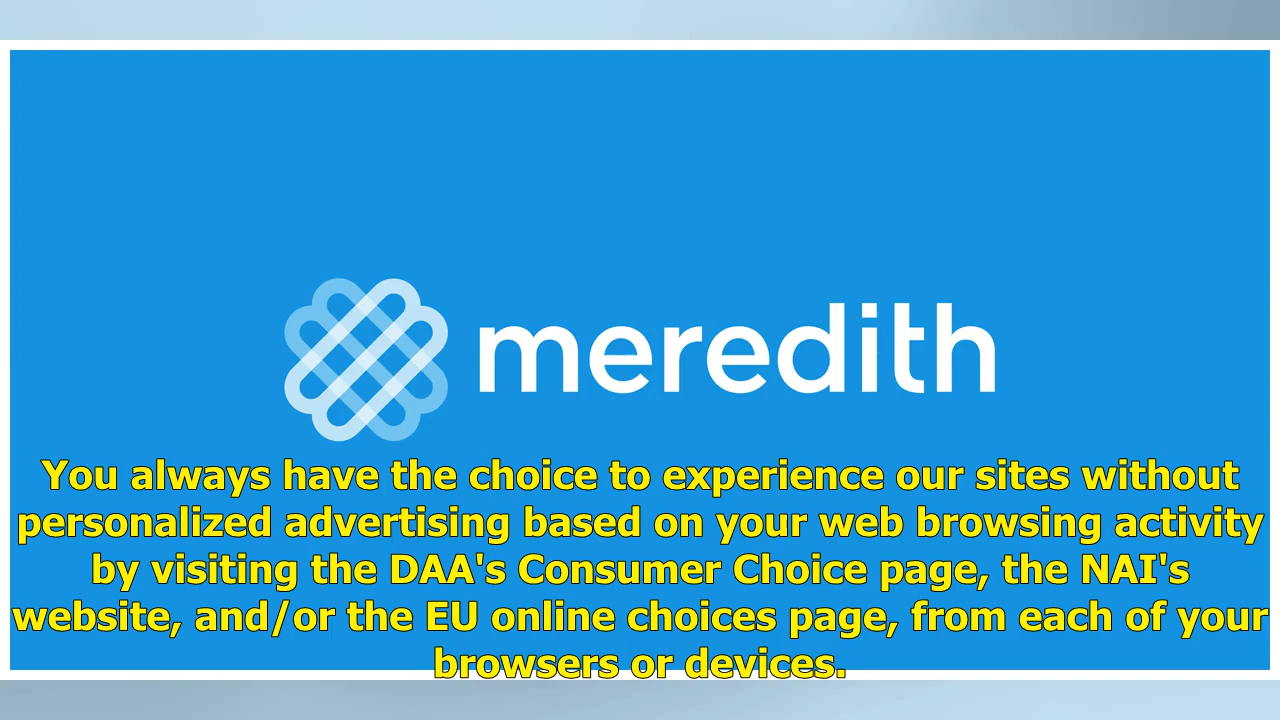 meredith
You always have the choice to experience our sites without
personalized advertising based on your web browsing activity
by visiting the DAA's Consumer Choice page, the NAI's
website, and/or the EU online choices page, from each of your
browsers or devices.